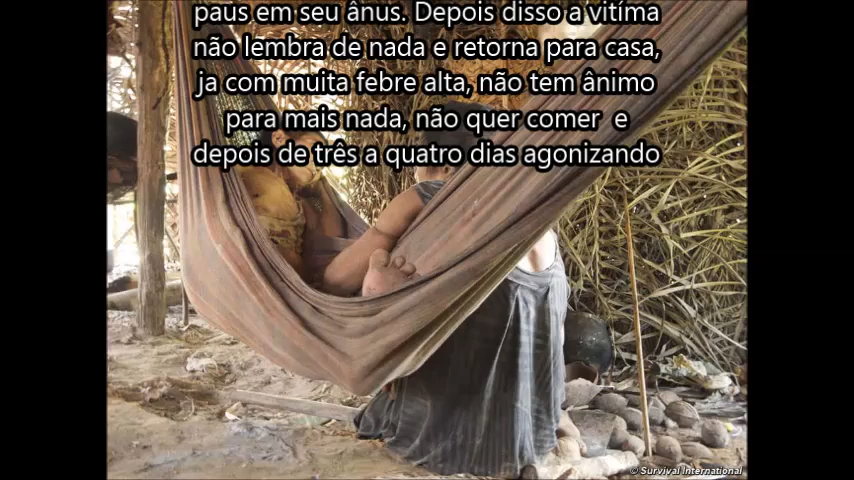 paus em seu ânus. Depois disso a vitíma
não lembra de nada e retorna para casa,
ja com muita febre alta, não tem ânimo
para mais nada, não quer comer e
depois de três a quatro dias agonizando
© Survival International